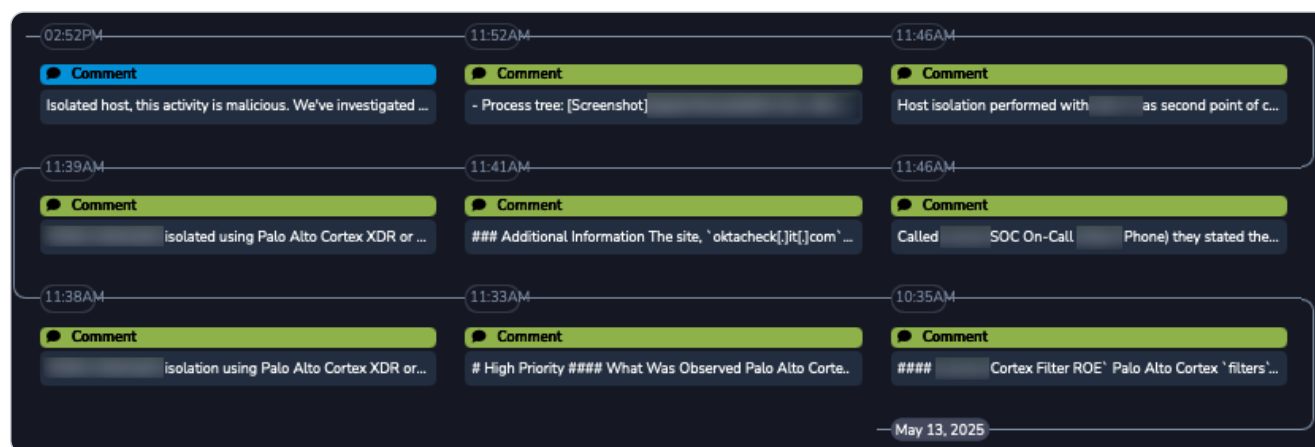 02:52PM
11:52AM
11:46AM
Comment
Comment
Comment
Isolated host, this activity is malicious. We've investigated ...
- Process tree: [Screenshot]
Host isolation performed with as second point of c...
11:39AM
11:41AM
11:46AM
Comment
Comment
Comment
isolated using Palo Alto Cortex XDR or ...
### Additional Information The site, `oktacheck[.]it[.]com`...
Called SOC On-Call Phone) they stated the...
11:38AM
11:33AM
10:35AM
Comment
Comment
Comment
isolation using Palo Alto Cortex XDR or...
# High Priority #### What Was Observed Palo Alto Corte..
#### Cortex Filter ROE` Palo Alto Cortex `filters`...
May 13, 2025